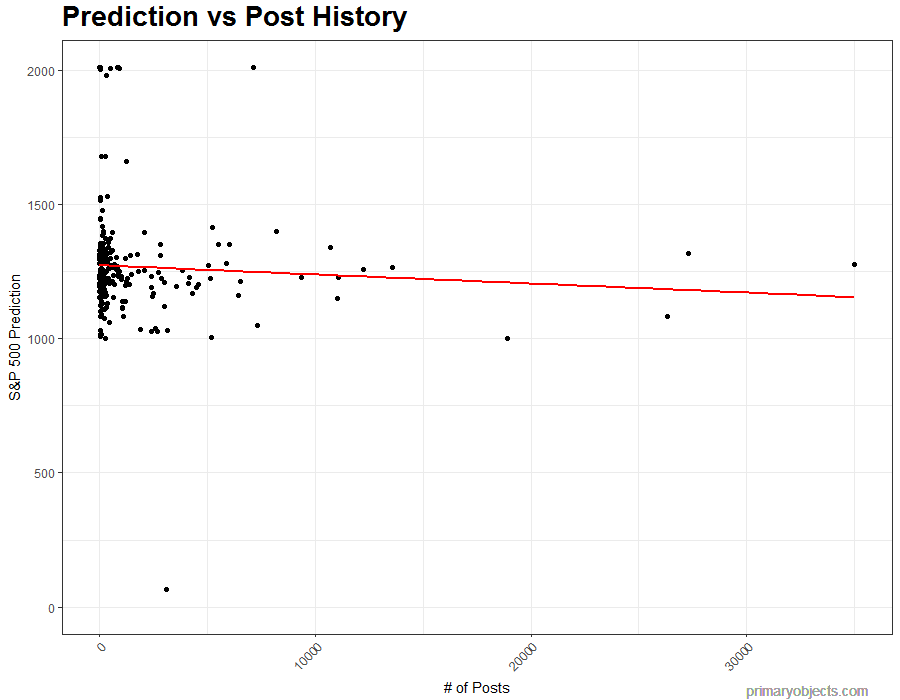 Prediction vs Post History
S&P 500 Prediction
2000
1500
1000
500
0
0
10000
20000
30000
# of Posts
primaryobjects.com